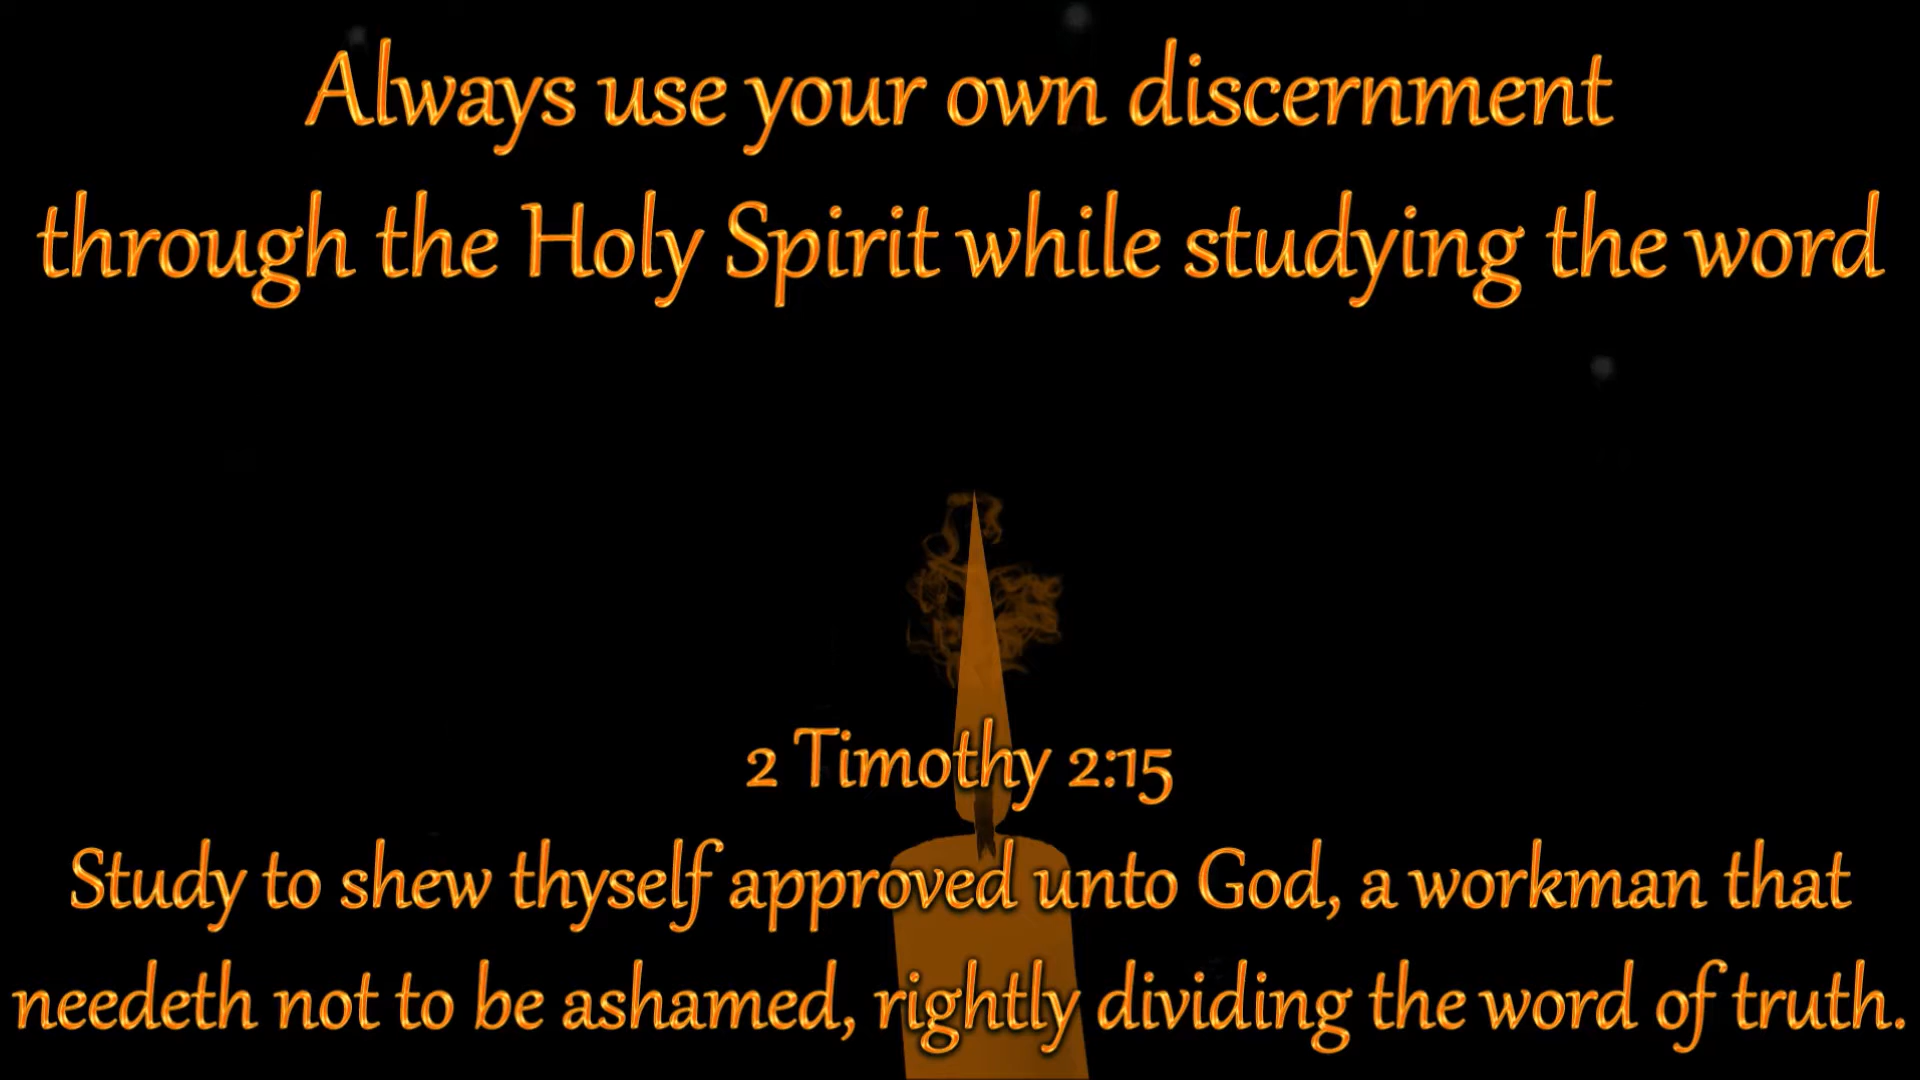 Always use your own discernment
through the Holy Spirit while studying the word
2 Timothy 2:15
Study to shew thyself approved unto God, a workman that
needeth not to be ashamed, rightly dividing the word of truth.